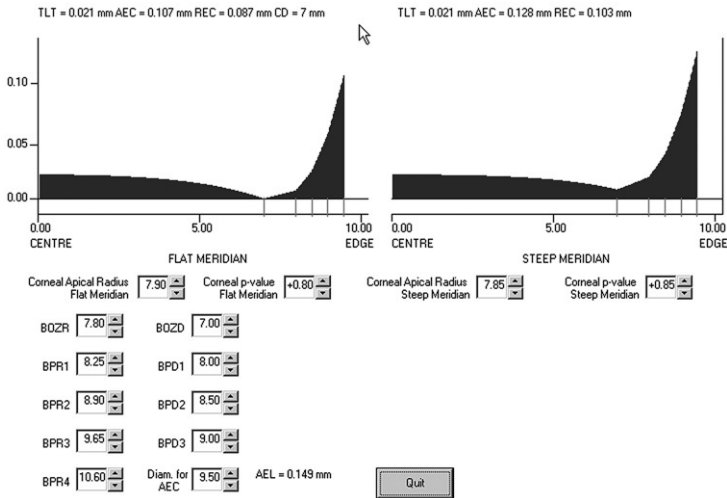 TLT = 0.021 mm AEC = 0.107 mm REC = 0.087 mm CD = 7 mm
TLT = 0.021 mm AEC = 0.128 mm REC = 0.103 mm
0.10
0.05
0.00
0.00 5.00 10.00
CENTRE EDGE
FLAT MERIDIAN
0.00 5.00 10.00
CENTRE EDGE
STEEP MERIDIAN
Corneal Apical Radius
Flat Meridian
7.90
Corneal p-value
Flat Meridian
+0.80
Corneal Apical Radius
Steep Meridian
7.85
Corneal p-value
Steep Meridian
+0.85
BOZR 7.80 BOZD 7.00
BPR1 8.25 BPD1 8.00
BPR2 8.90 BPD2 8.50
BPR3 9.65 BPD3 9.00
BPR4 10.60 Diam. for
AEC 9.50 AEL = 0.149 mm
Quit